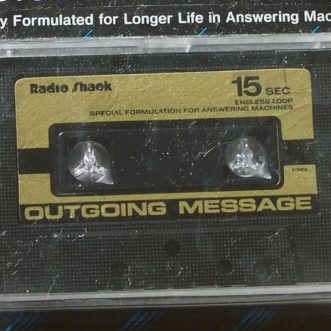 y Formulated for Longer Life in Answering Mac
Radio Shack
15 SEC
ENDLESS LOOP
SPECIAL FORMULATION FOR ANSWERING MACHINES
OUTGOING MESSAGE